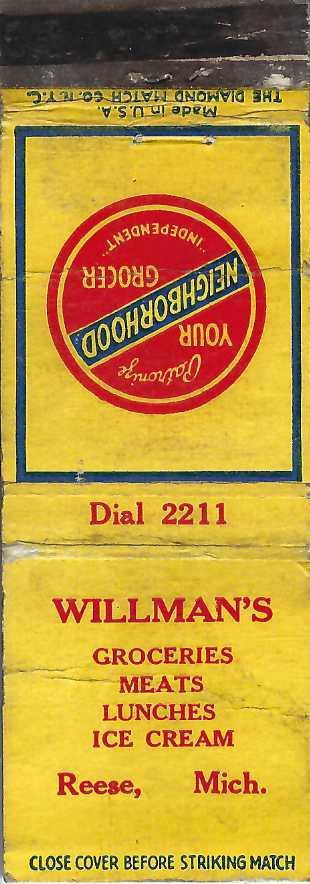 Made in U.S.A.
THE DIAMOND MATCH CO. N.Y.C.
Patronize
YOUR
NEIGHBORHOOD
GROCER
"INDEPENDENT"
Dial 2211
WILLMAN'S
GROCERIES
MEATS
LUNCHES
ICE CREAM
Reese, Mich.
CLOSE COVER BEFORE STRIKING MATCH